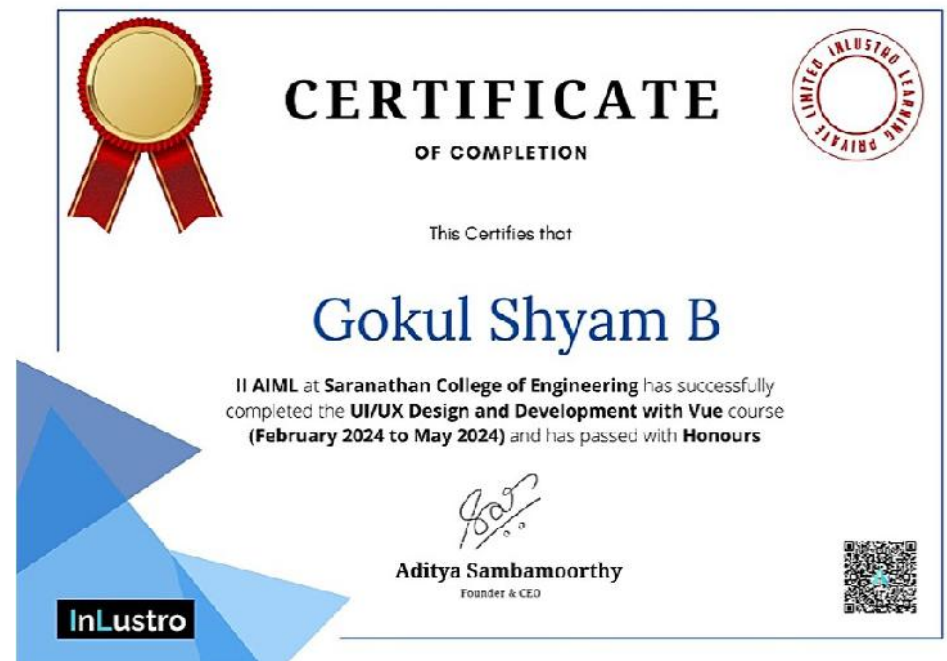 CERTIFICATE
INLUSTRO LEARNING PRIVATE LIMITED
OF COMPLETION
This Certifies that
Gokul Shyam B
II AIML at Saranathan College of Engineering has successfully
completed the UI/UX Design and Development with Vue course
(February 2024 to May 2024) and has passed with Honours
Aditya Sambamoorthy
Founder & CEO
InLustro